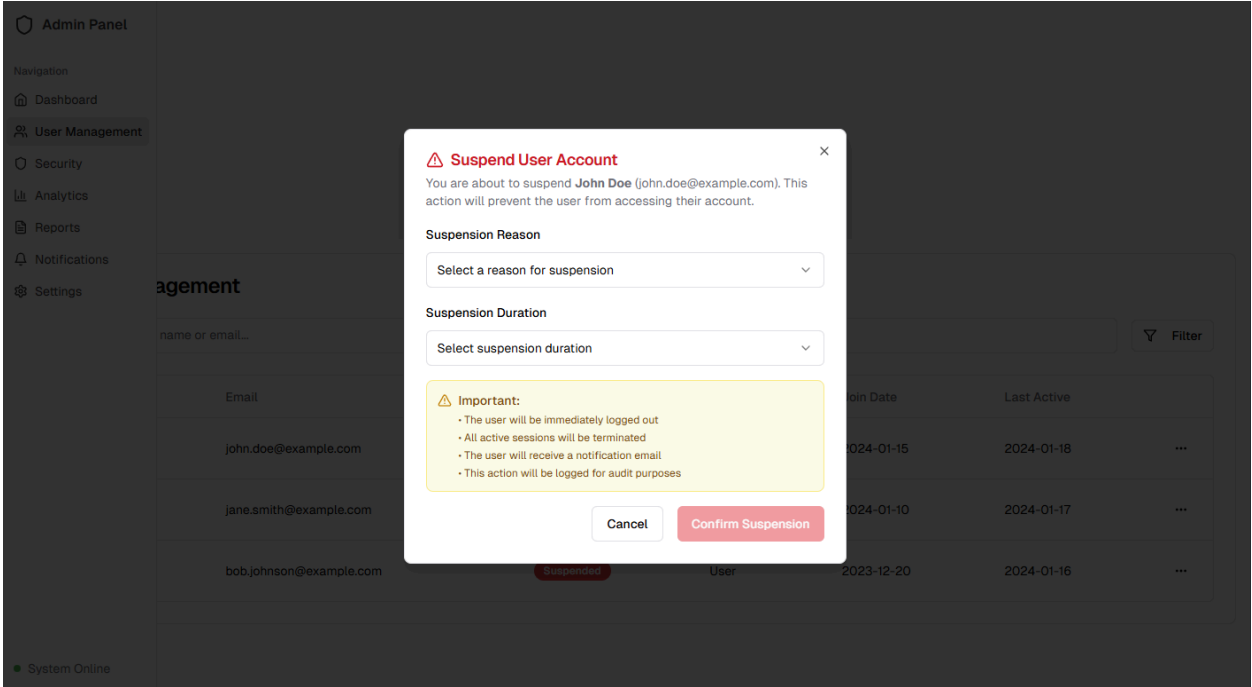 Admin Panel
Navigation
Dashboard
User Management
Security
Analytics
Reports
Notifications
Settings
System Online
agement
name or email...
Filter
Email
oin Date
Last Active
john.doe@example.com
2024-01-15
2024-01-18
•••
jane.smith@example.com
2024-01-10
2024-01-17
•••
bob.johnson@example.com
Suspended
User
2023-12-20
2024-01-16
•••
Suspend User Account
You are about to suspend John Doe (john.doe@example.com). This
action will prevent the user from accessing their account.
Suspension Reason
Select a reason for suspension
Suspension Duration
Select suspension duration
Important:
• The user will be immediately logged out
• All active sessions will be terminated
• The user will receive a notification email
• This action will be logged for audit purposes
Cancel
Confirm Suspension